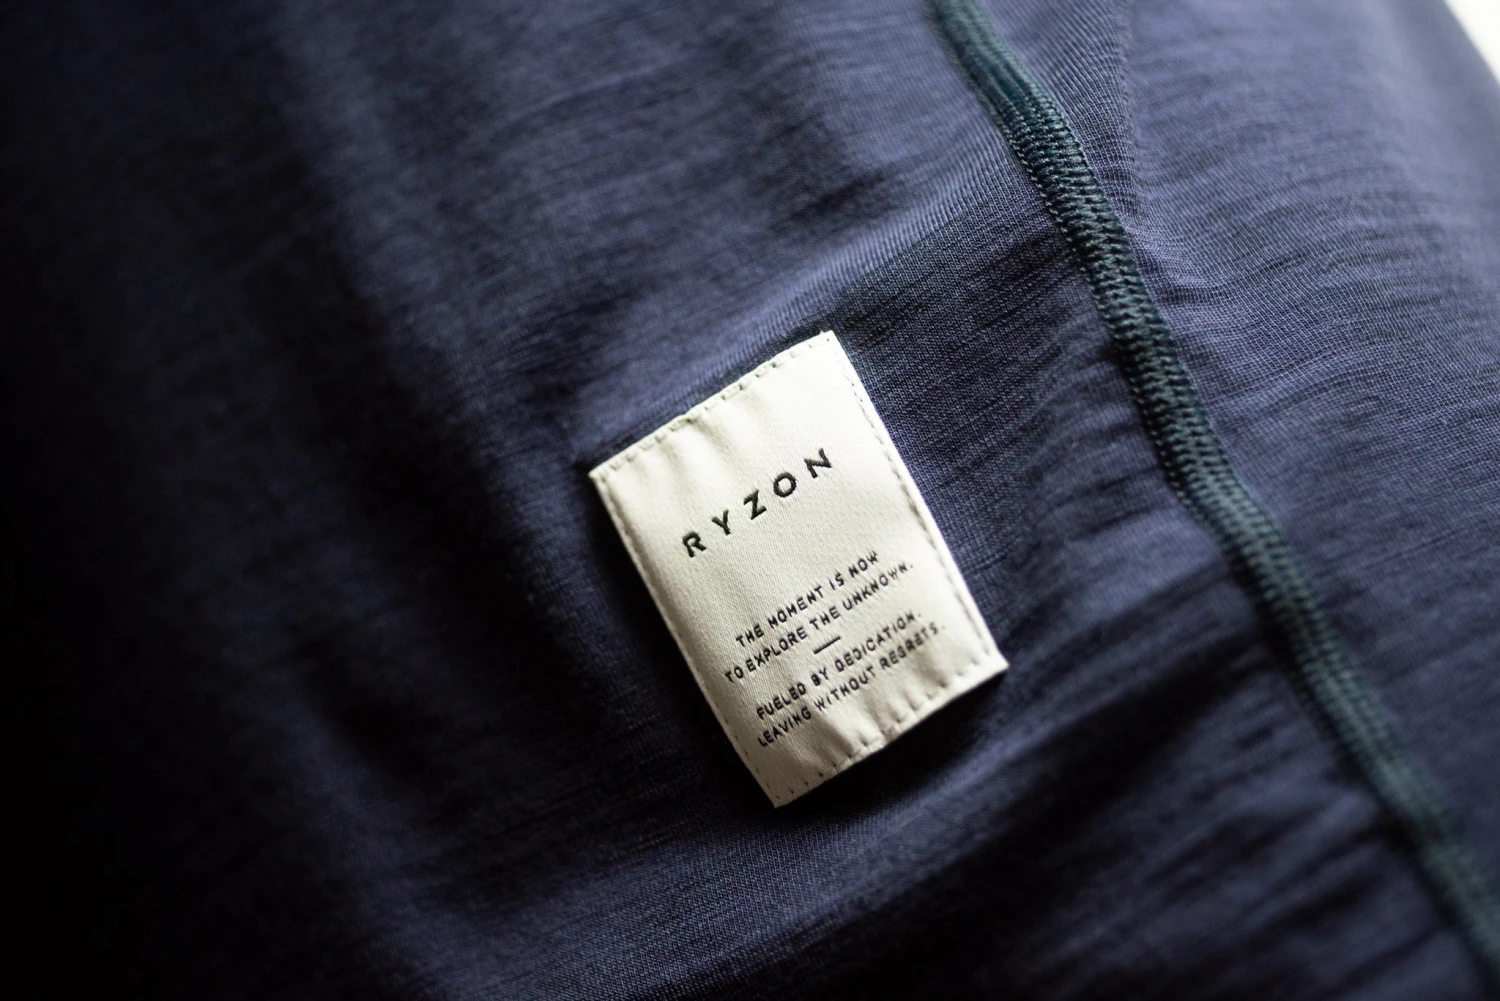 RYZON
THE MOMENT IS NOW
TO EXPLORE THE UNKNOWN.
FUELED BY DEDICATION.
LEAVING WITHOUT REGRETS.